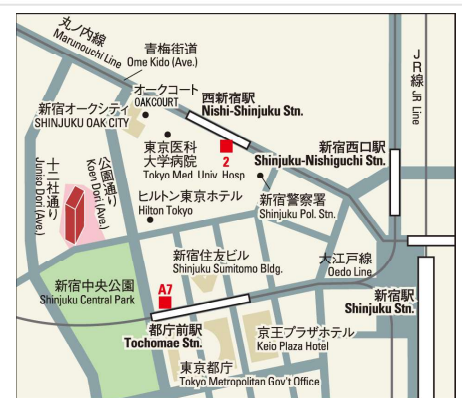 丸ノ内線
Marunouchi Line
青梅街道
Ome Kido (Ave.)
オークコート
OAKCOURT
新宿オークシティ
SHINJUKU OAK CITY
西新宿駅
Nishi-Shinjuku Stn.
JR線
JR Line
東京医科
大学病院
Tokyo Med. Univ. Hosp.
2
新宿西口駅
Shinjuku-Nishiguchi Stn.
十二社通り
Juniso Dori (Ave.)
公園通り
Koen Dori (Ave.)
ヒルトン東京ホテル
Hilton Tokyo
新宿警察署
Shinjuku Pol. Stn.
新宿住友ビル
Shinjuku Sumitomo Bldg.
大江戸線
Oedo Line
新宿中央公園
Shinjuku Central Park
A7
新宿駅
Shinjuku Stn.
都庁前駅
Tochomae Stn.
京王プラザホテル
Keio Plaza Hotel
東京都庁
Tokyo Metropolitan Gov't Office